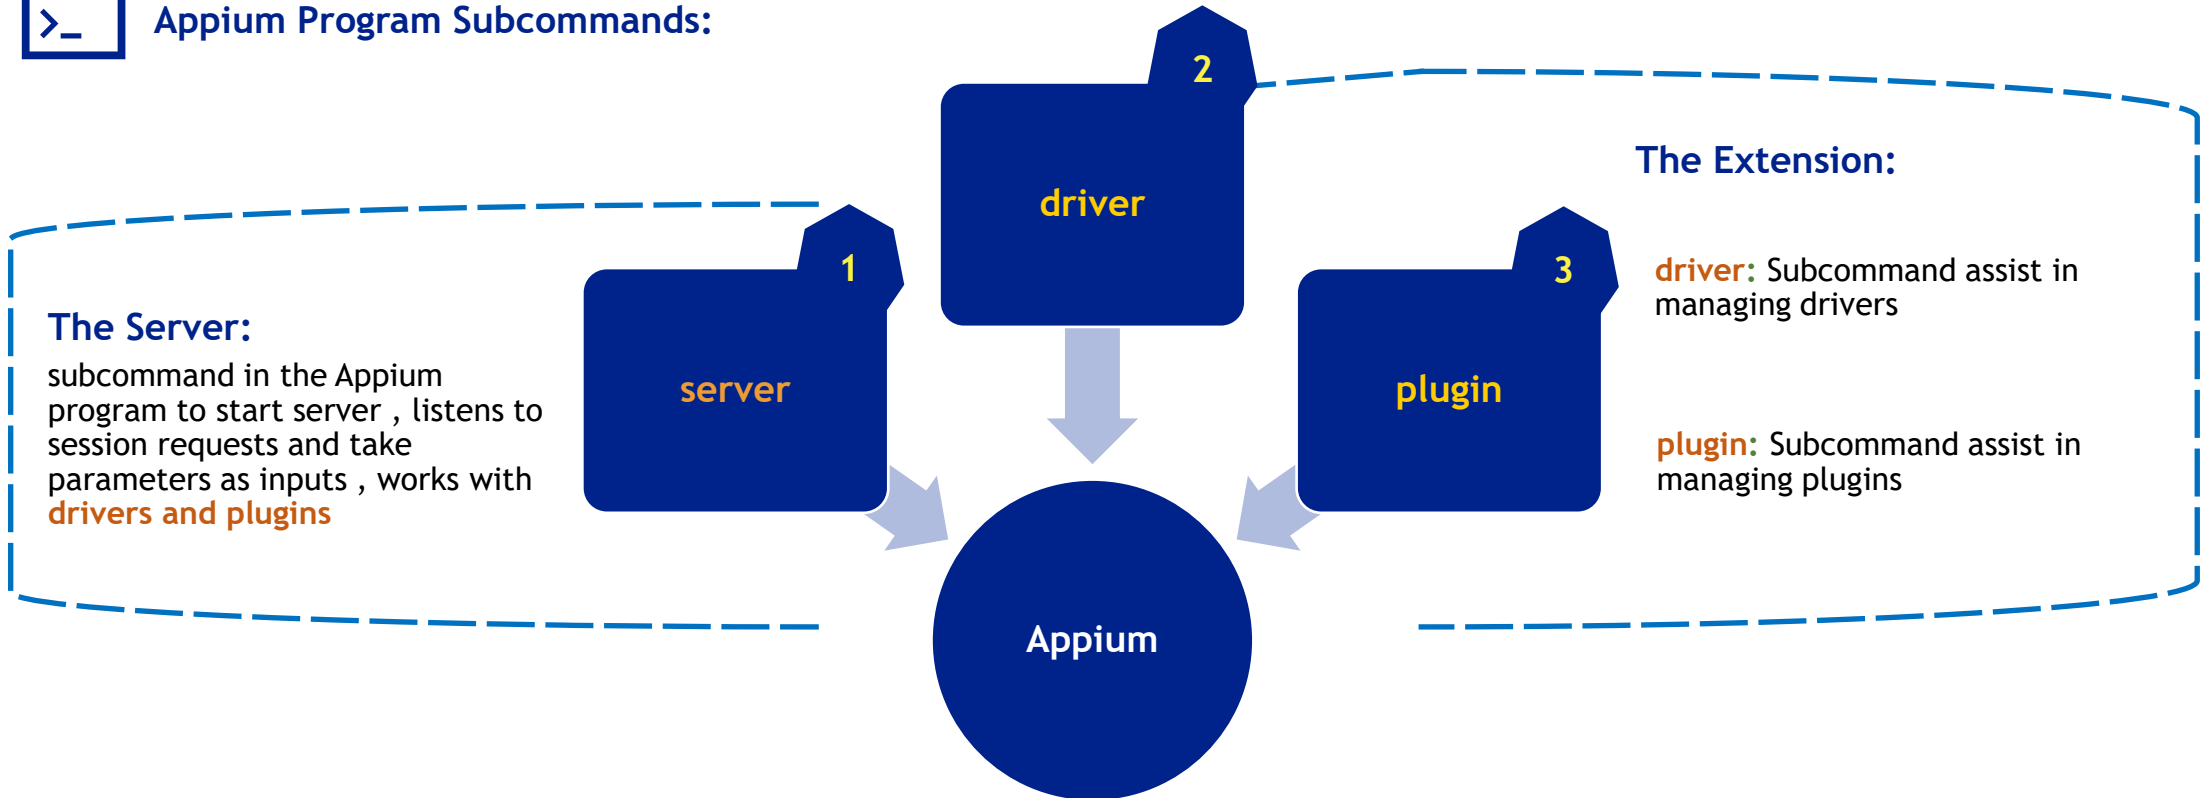 >_
Appium Program Subcommands:
The Server:
subcommand in the Appium
program to start server , listens to
session requests and take
parameters as inputs , works with
drivers and plugins
1
server
2
driver
3
plugin
Appium
The Extension:
driver: Subcommand assist in
managing drivers
plugin: Subcommand assist in
managing plugins